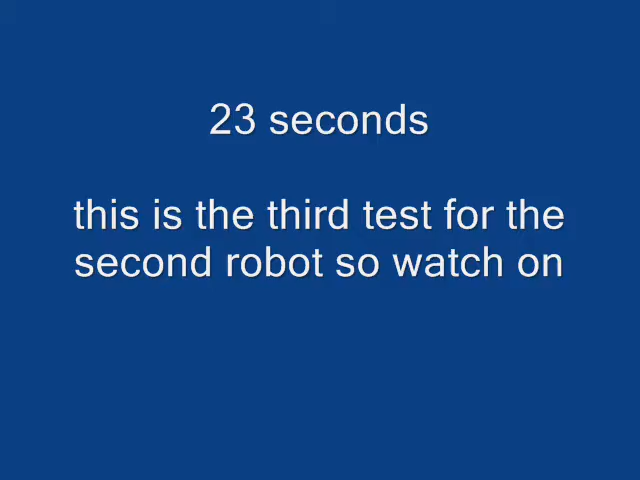 23 seconds
this is the third test for the
second robot so watch on